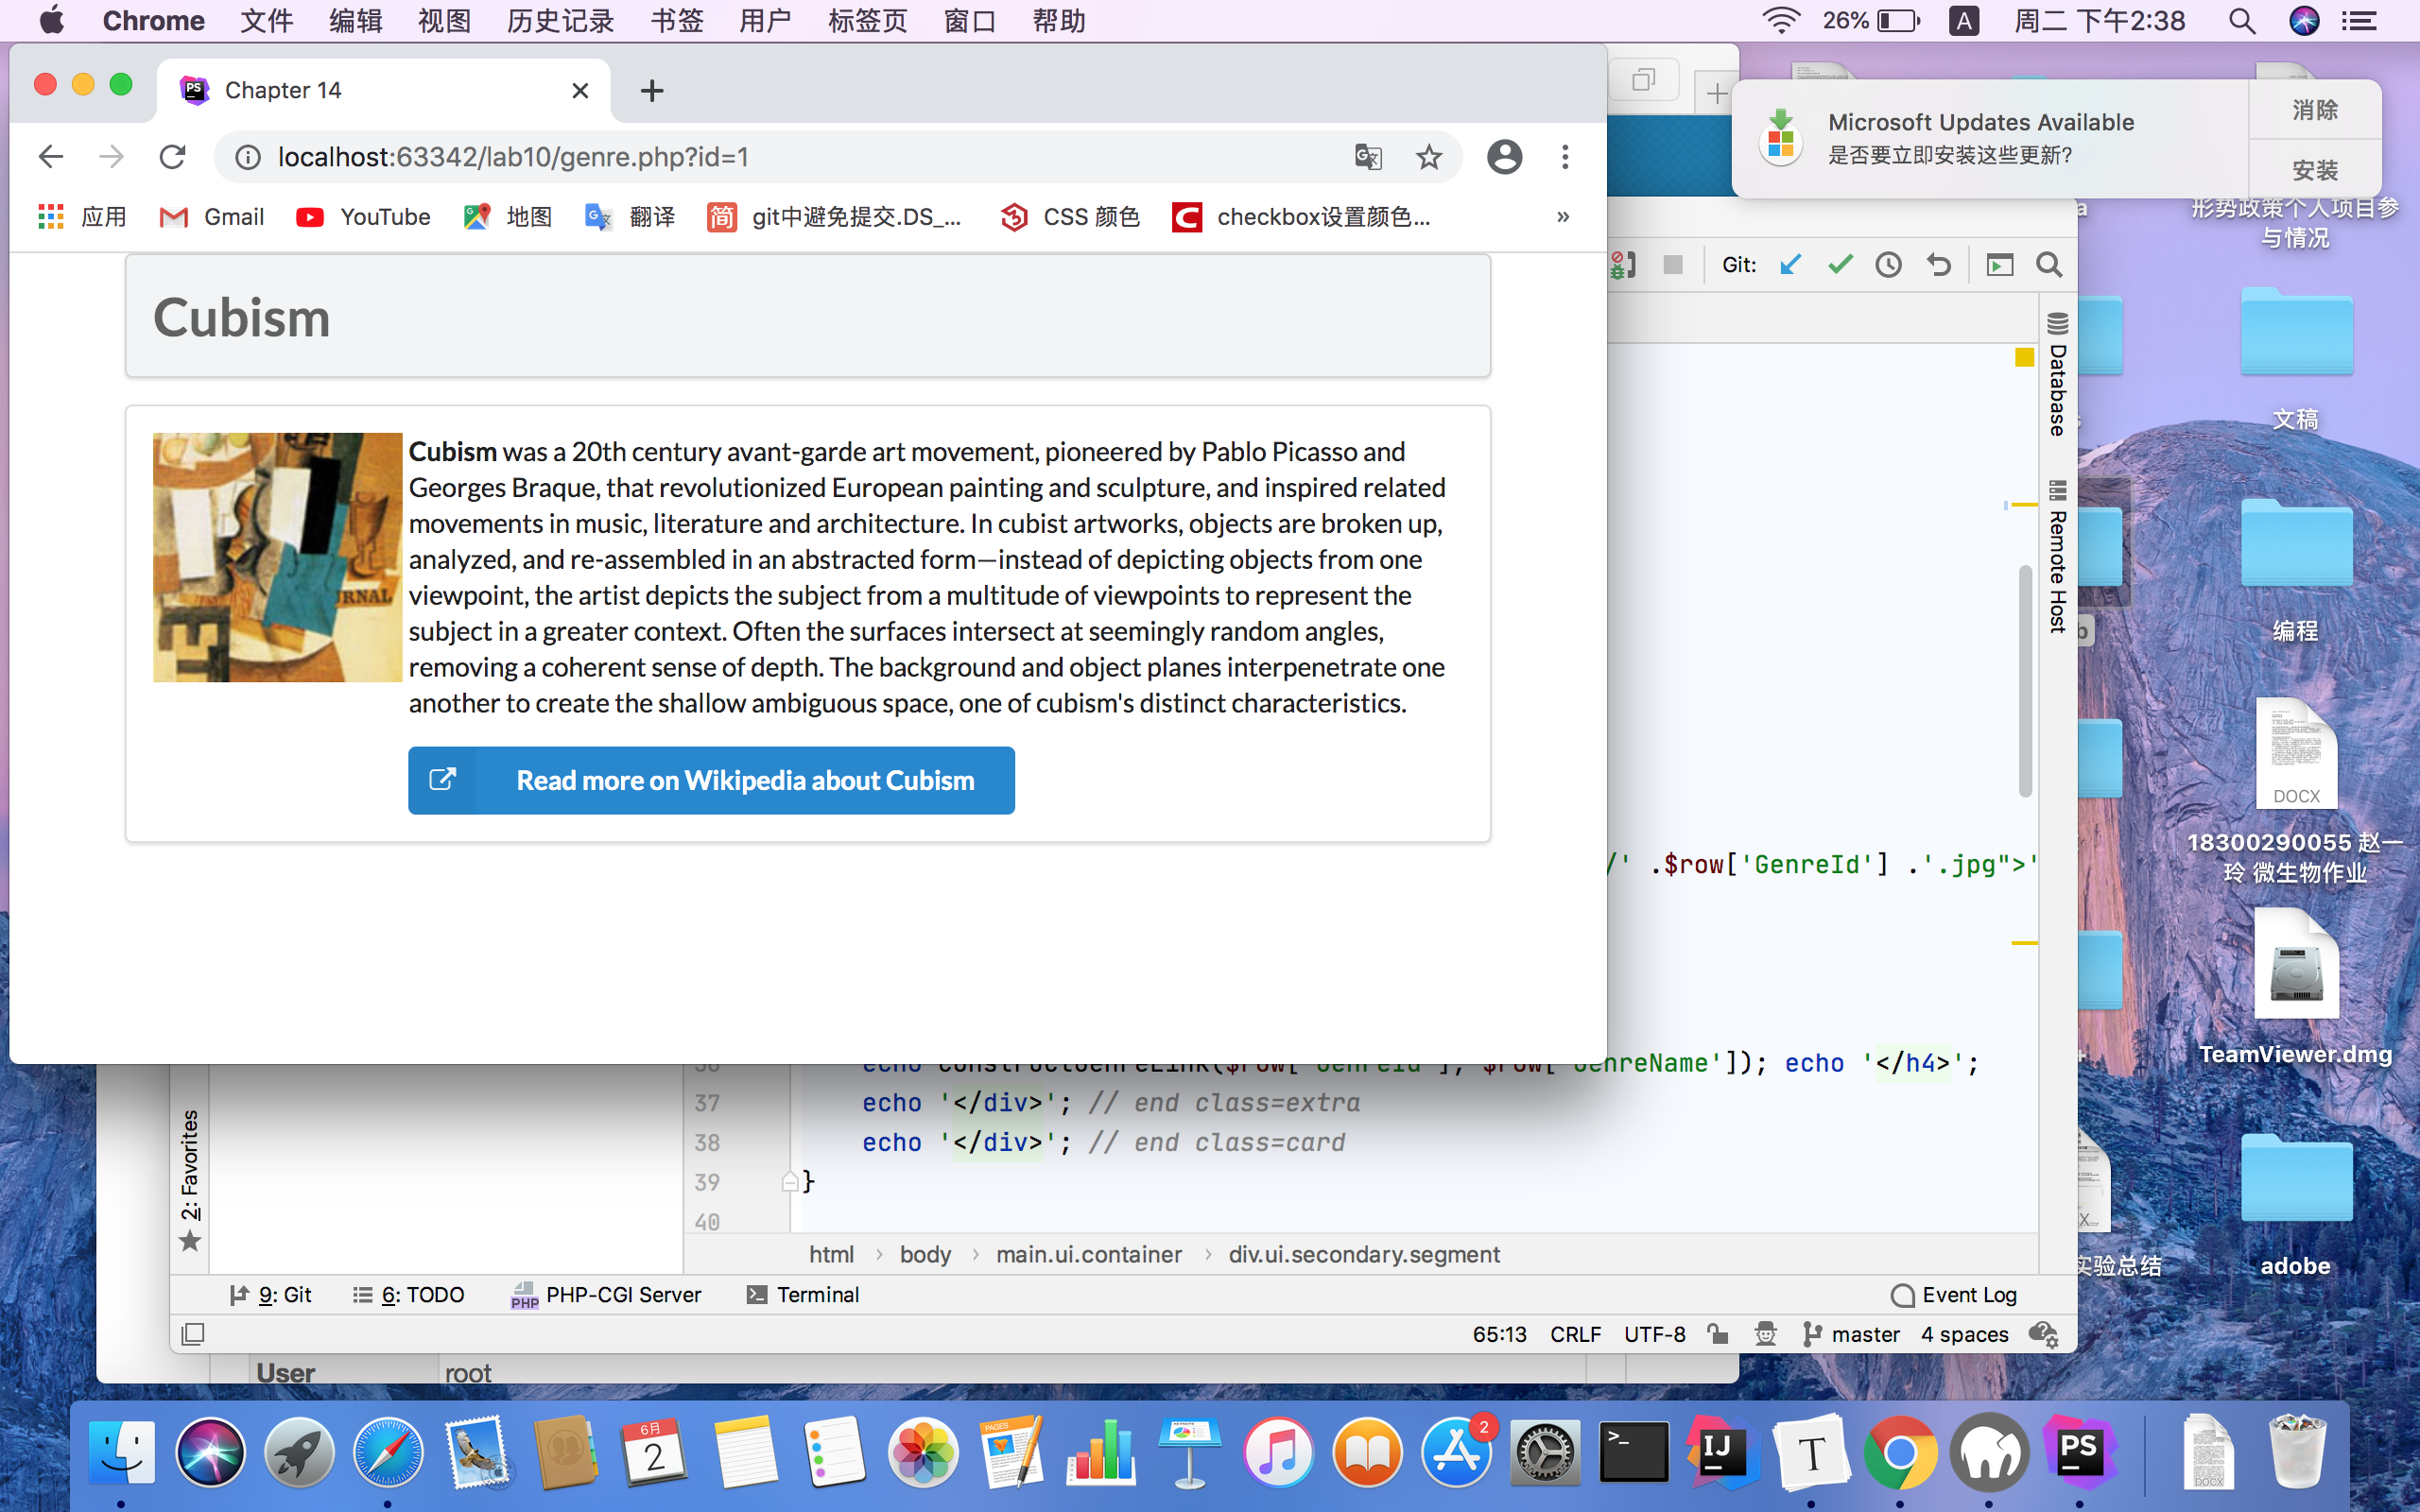 Chrome 文件 编辑 视图 历史记录 书签 用户 标签页 窗口 帮助 26% A 周二 下午2:38
Chapter 14
Microsoft Updates Available
是否要立即安装这些更新?
消除
安装
localhost:63342/lab10/genre.php?id=1
应用 Gmail YouTube 地图 翻译 简 git中避免提交.DS_... CSS 颜色 checkbox设置颜色...
形势政策个人项目参
与情况
Git:
Cubism
Database
Remote Host
文稿
Cubism was a 20th century avant-garde art movement, pioneered by Pablo Picasso and
Georges Braque, that revolutionized European painting and sculpture, and inspired related
movements in music, literature and architecture. In cubist artworks, objects are broken up,
analyzed, and re-assembled in an abstracted form—instead of depicting objects from one
viewpoint, the artist depicts the subject from a multitude of viewpoints to represent the
subject in a greater context. Often the surfaces intersect at seemingly random angles,
removing a coherent sense of depth. The background and object planes interpenetrate one
another to create the shallow ambiguous space, one of cubism's distinct characteristics.
编程
Read more on Wikipedia about Cubism
DOCX
18300290055 赵一
玲 微生物作业
/' .$row['GenreId'] .'.jpg">'
TeamViewer.dmg
GenreName']); echo '</h4>';
37 echo '</div>'; // end class=extra
38 echo '</div>'; // end class=card
39 }
40
2: Favorites
html › body › main.ui.container › div.ui.secondary.segment
实验总结
adobe
9: Git 6: TODO PHP PHP-CGI Server Terminal Event Log
65:13 CRLF UTF-8 master 4 spaces
User root
6月
2
PAGES
2
>_
IJ
T
PS
DOCX